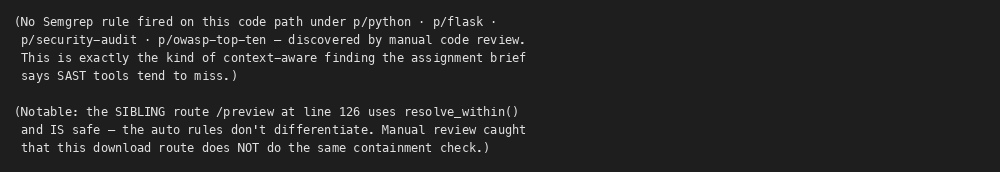 (No Semgrep rule fired on this code path under p/python · p/flask ·
p/security-audit · p/owasp-top-ten — discovered by manual code review.
This is exactly the kind of context-aware finding the assignment brief
says SAST tools tend to miss.)
(Notable: the SIBLING route /preview at line 126 uses resolve_within()
and IS safe — the auto rules don't differentiate. Manual review caught
that this download route does NOT do the same containment check.)